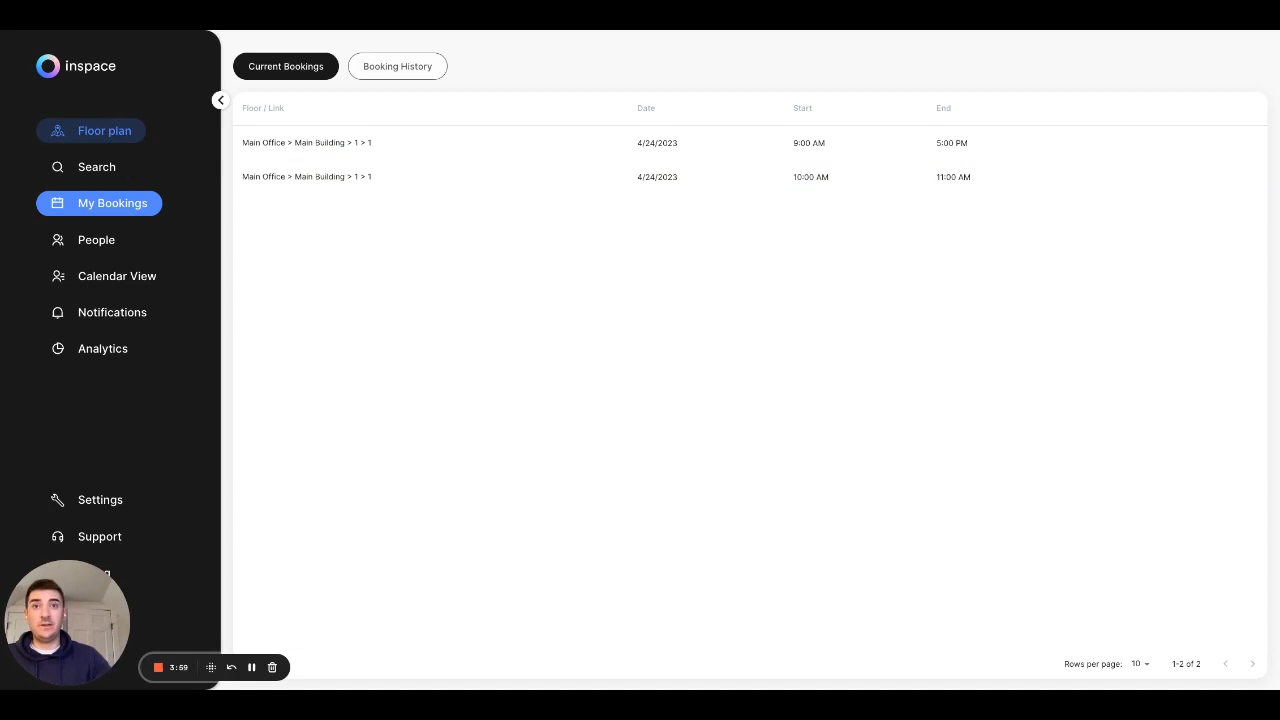 inspace
Floor plan
Search
My Bookings
People
Calendar View
Notifications
Analytics
Settings
Support
Current Bookings Booking History
Floor / Link Date Start End
Main Office > Main Building > 1 > 1 4/24/2023 9:00 AM 5:00 PM
Main Office > Main Building > 1 > 1 4/24/2023 10:00 AM 11:00 AM
3:59
Rows per page: 10 1-2 of 2